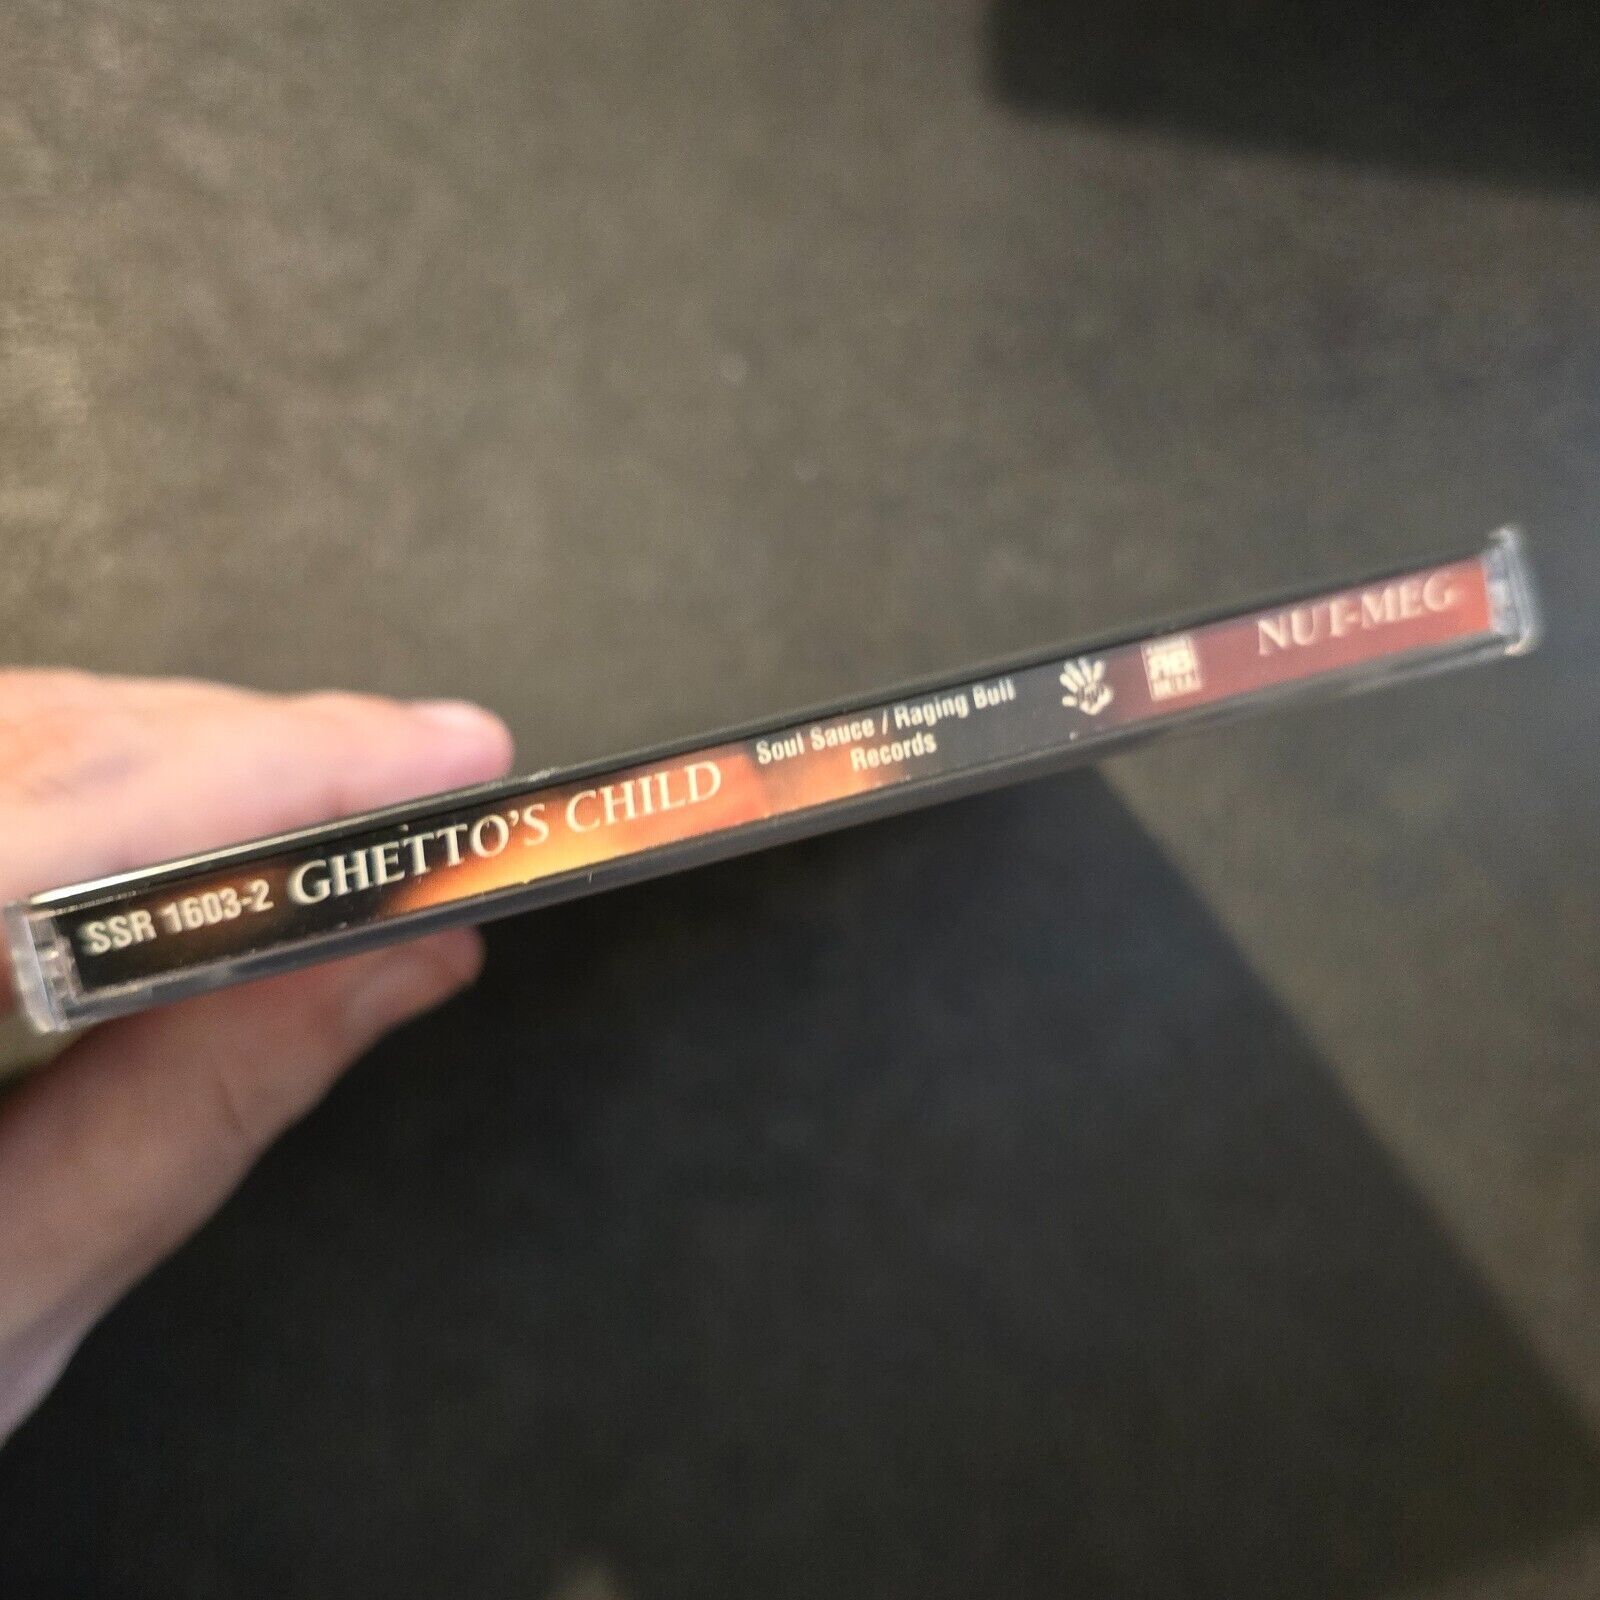 SSR 1603-2
GHETTO'S CHILD
Soul Sauce / Raging Bull
Records
NUT-MEG